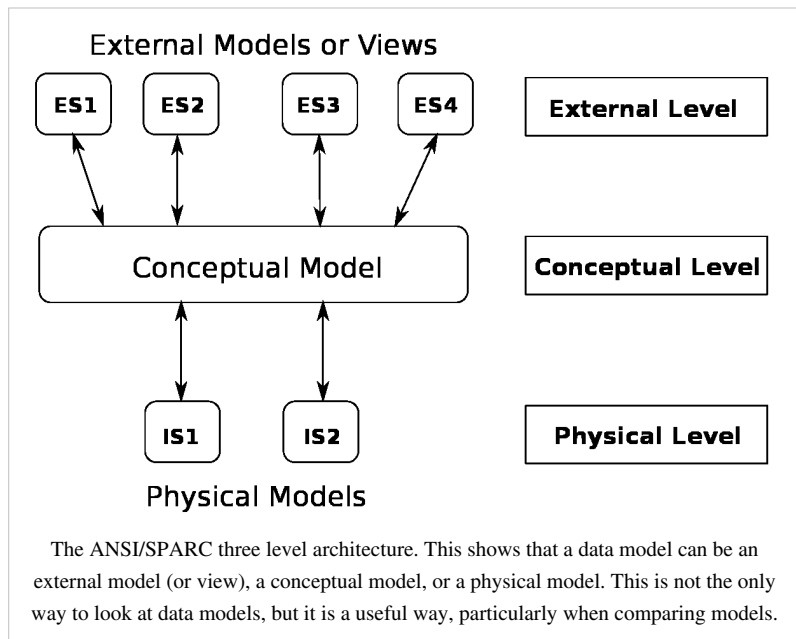 External Models or Views
ES1 ES2 ES3 ES4 External Level
Conceptual Model Conceptual Level
IS1 IS2 Physical Level
Physical Models
The ANSI/SPARC three level architecture. This shows that a data model can be an
external model (or view), a conceptual model, or a physical model. This is not the only
way to look at data models, but it is a useful way, particularly when comparing models.